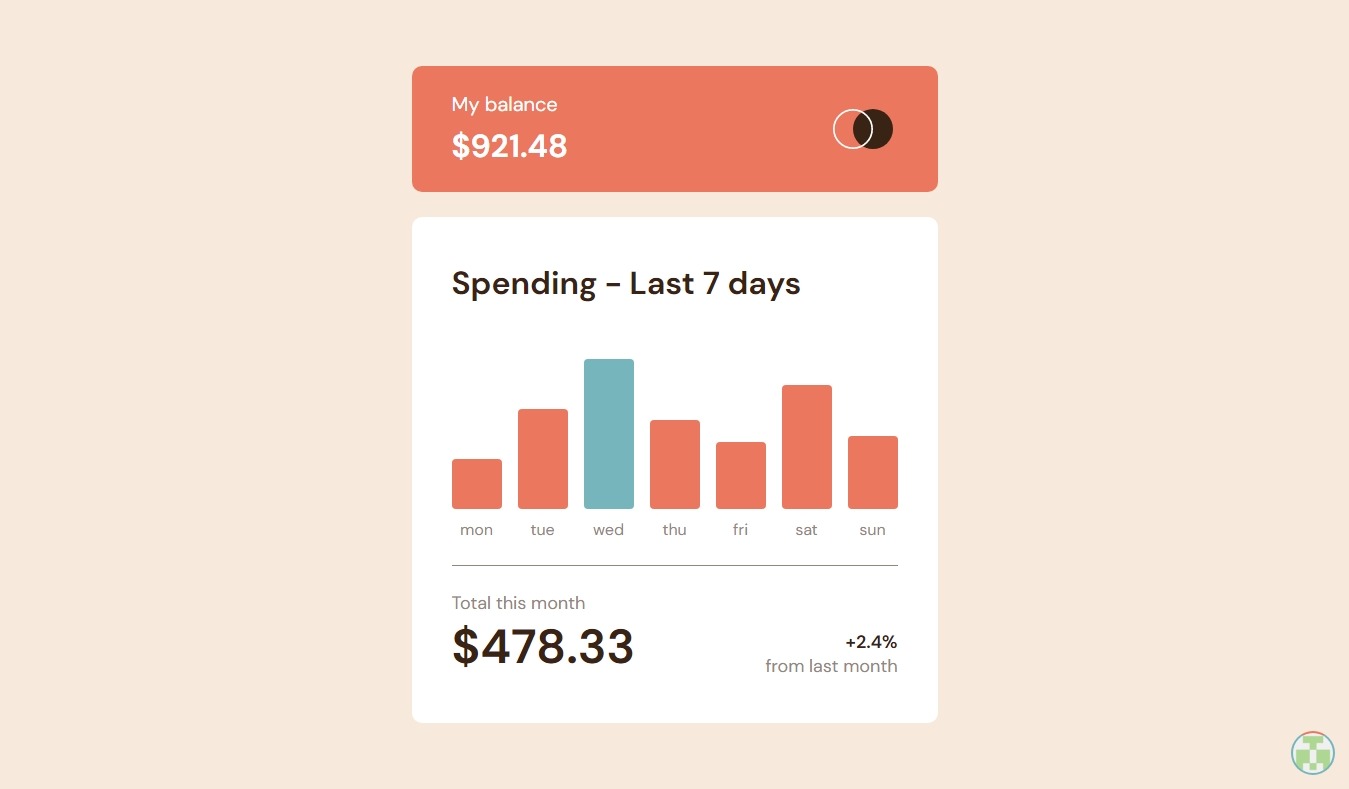 My balance
$921.48
Spending - Last 7 days
mon tue wed thu fri sat sun
Total this month
$478.33
+2.4%
from last month